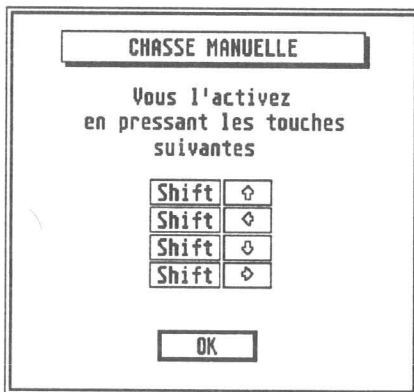 CHASSE MANUELLE
Vous l'activez
en pressant les touches
suivantes
Shift ⇧
Shift ⇦
Shift ⇩
Shift ⇨
OK